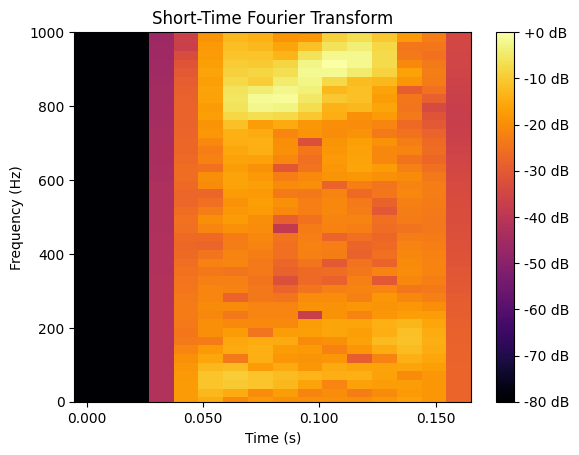 Short-Time Fourier Transform
Frequency (Hz)
1000
800
600
400
200
0
0.000
0.050
0.100
0.150
Time (s)
+0 dB
-10 dB
-20 dB
-30 dB
-40 dB
-50 dB
-60 dB
-70 dB
-80 dB